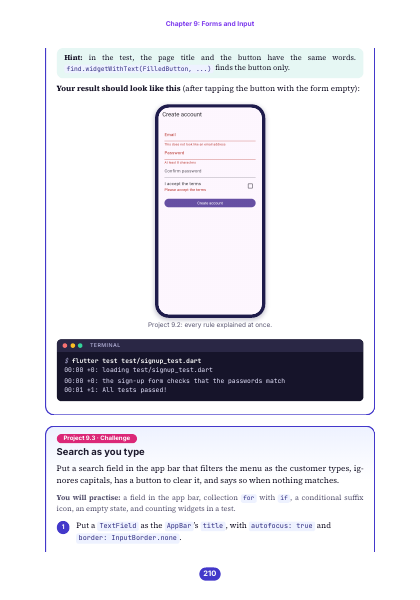 Chapter 9: Forms and Input
Hint: in the test, the page title and the button have the same words.
find.widgetWithText(FilledButton, ...) finds the button only.
Your result should look like this (after tapping the button with the form empty):
Create account
Email
This does not look like an email address
Password
At least 8 characters
Confirm password
I accept the terms
Please accept the terms
Create account
Project 9.2: every rule explained at once.
TERMINAL
$ flutter test test/signup_test.dart
00:00 +0: loading test/signup_test.dart
00:00 +0: the sign-up form checks that the passwords match
00:01 +1: All tests passed!
Project 9.3 · Challenge
Search as you type
Put a search field in the app bar that filters the menu as the customer types, ig-
nores capitals, has a button to clear it, and says so when nothing matches.
You will practise: a field in the app bar, collection for with if, a conditional suffix
icon, an empty state, and counting widgets in a test.
1 Put a TextField as the AppBar's title, with autofocus: true and
border: InputBorder.none.
210